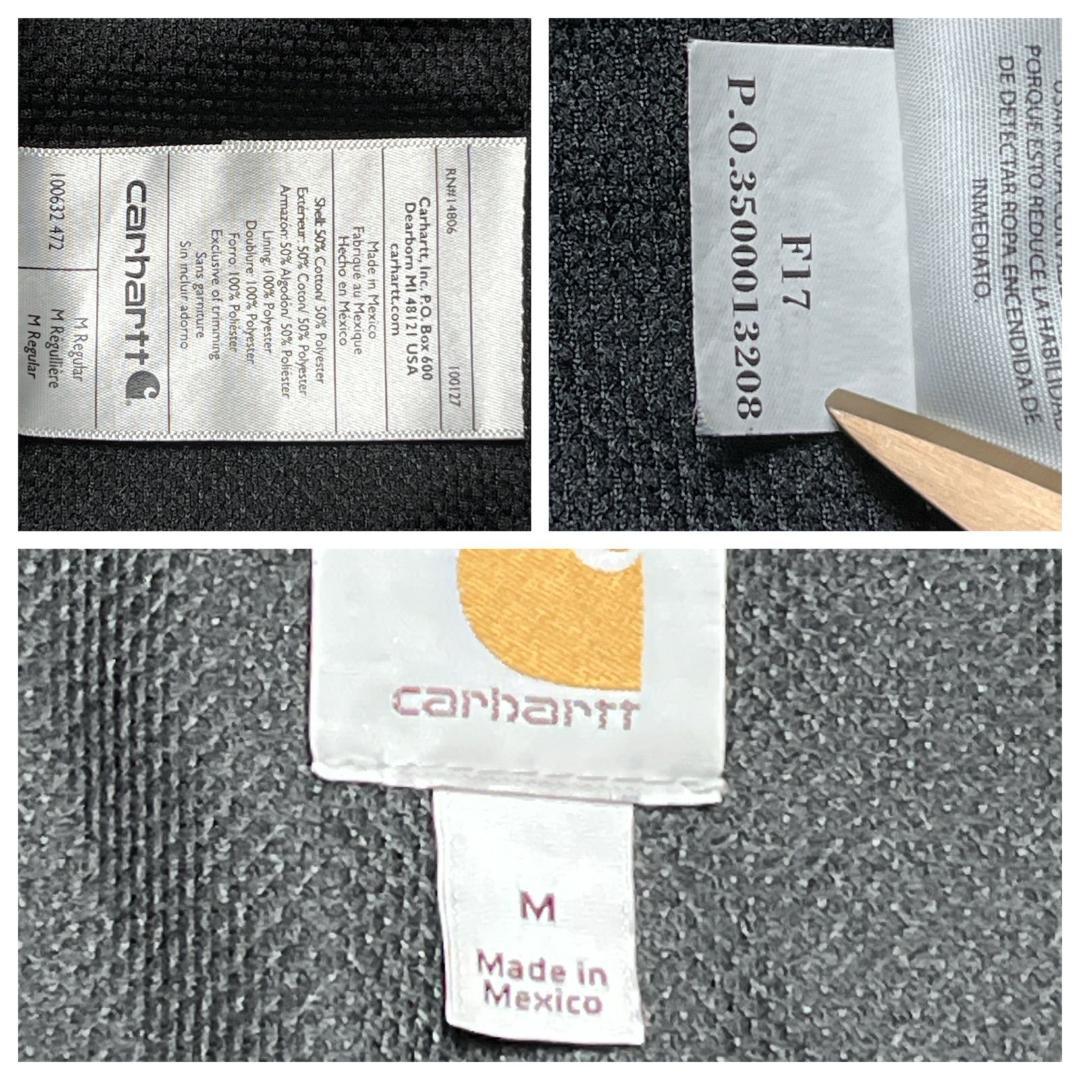 100632 472
M Regular
M Régulière
M Regular
carhartt
Shell: 50% Cotton/ 50% Polyester
Exterieur: 50% Coton/ 50% Polyester
Armazon: 50% Algodón/ 50% Poliéster
Lining: 100% Polyester
Doublure: 100% Polyester
Forro: 100% Poliéster
Exclusive of trimming
Sans garniture
Sin incluir adorno
Made in Mexico
Fabriqué au Mexique
Hecho en México
Carhartt, Inc. P.O. Box 600
Dearborn MI 48121 USA
carhartt.com
RN#14806
100127
F17
P.O.3500013208
PORQUE ESTO REDUCE LA HABILIDAD
DE DETECTAR ROPA ENCENDIDA DE
INMEDIATO.
carhartt
M
Made in
Mexico